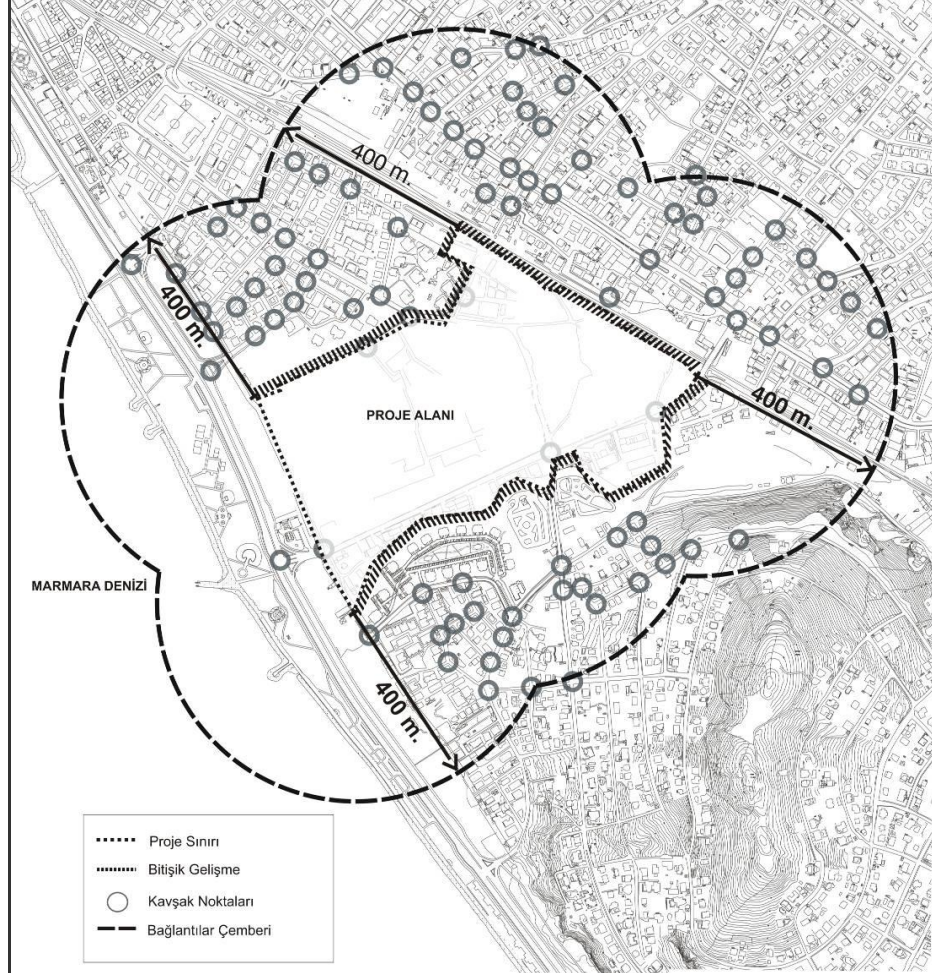 400 m.
400 m.
PROJE ALANI
400 m.
MARMARA DENİZİ
400 m.
Proje Sınırı
Bitişik Gelişme
Kavşak Noktaları
Bağlantılar Çemberi